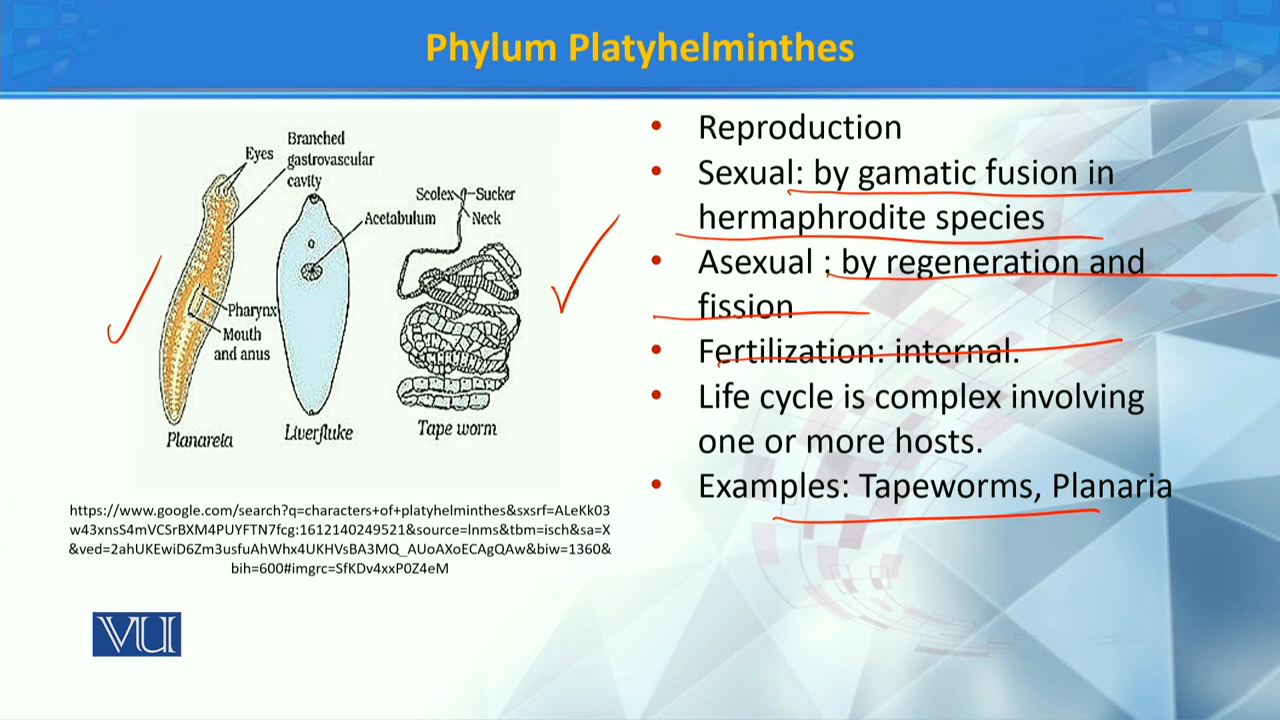 Phylum Platyhelminthes
Eyes
Branched
gastrovascular
cavity
Acetabulum
Scolex
Sucker
Neck
Pharynx
Mouth
and anus
Planareia
Liverfluke
Tape worm
https://www.google.com/search?q=characters+of+platyhelminthes&sxsrf=ALeKk03
w43xnsS4mVCSrBXM4PUYFTN7fcg:1612140249521&source=lnms&tbm=isch&sa=X
&ved=2ahUKEwiD6Zm3usfuAhWhx4UKHVsBA3MQ_AUoAXoECAgQAw&biw=1360&
bih=600#imgrc=SfKDv4xxP0Z4eM
VU
• Reproduction
• Sexual: by gamatic fusion in
hermaphrodite species
• Asexual : by regeneration and
fission
• Fertilization: internal.
• Life cycle is complex involving
one or more hosts.
• Examples: Tapeworms, Planaria